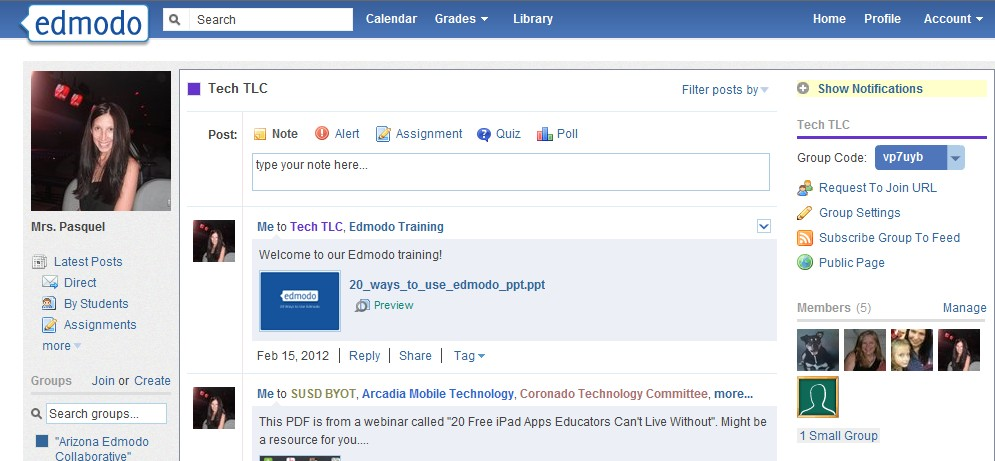 edmodo
Search
Calendar Grades Library
Home Profile Account
Tech TLC
Filter posts by
Post: Note Alert Assignment Quiz Poll
type your note here...
Mrs. Pasquel
Latest Posts
Direct
By Students
Assignments
more
Groups Join or Create
Search groups...
"Arizona Edmodo
Collaborative"
Me to Tech TLC, Edmodo Training
Welcome to our Edmodo training!
edmodo
20_ways_to_use_edmodo_ppt.ppt
Preview
Feb 15, 2012 Reply Share Tag
Me to SUSD BYOT, Arcadia Mobile Technology, Coronado Technology Committee, more...
This PDF is from a webinar called "20 Free iPad Apps Educators Can't Live Without". Might be
a resource for you....
Show Notifications
Tech TLC
Group Code: vp7uyb
Request To Join URL
Group Settings
Subscribe Group To Feed
Public Page
Members (5) Manage
1 Small Group